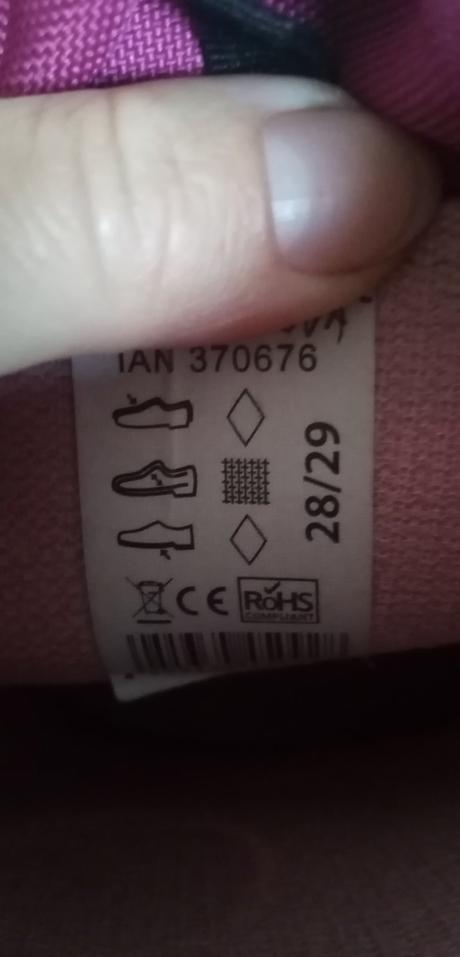 IAN 370676
28/29
CE
RoHS
COMPLIANT